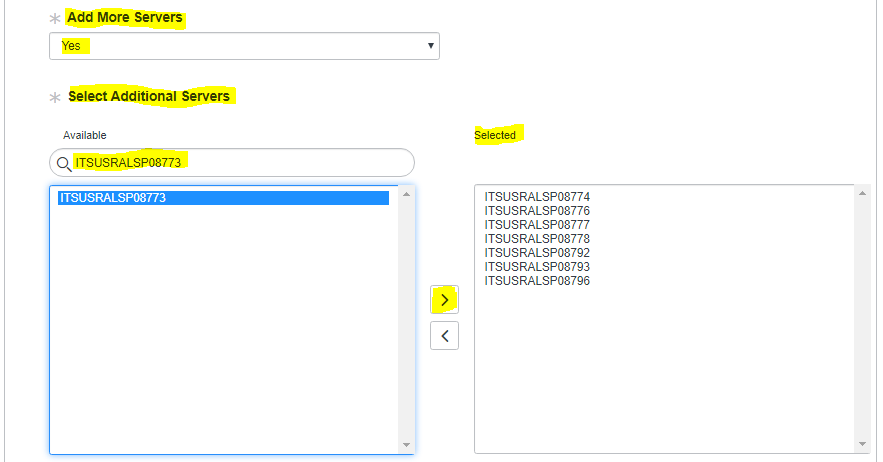 Add More Servers
Yes
Select Additional Servers
Available
Selected
ITSUSRALSP08773
ITSUSRALSP08773
ITSUSRALSP08774
ITSUSRALSP08776
ITSUSRALSP08777
ITSUSRALSP08778
ITSUSRALSP08792
ITSUSRALSP08793
ITSUSRALSP08796